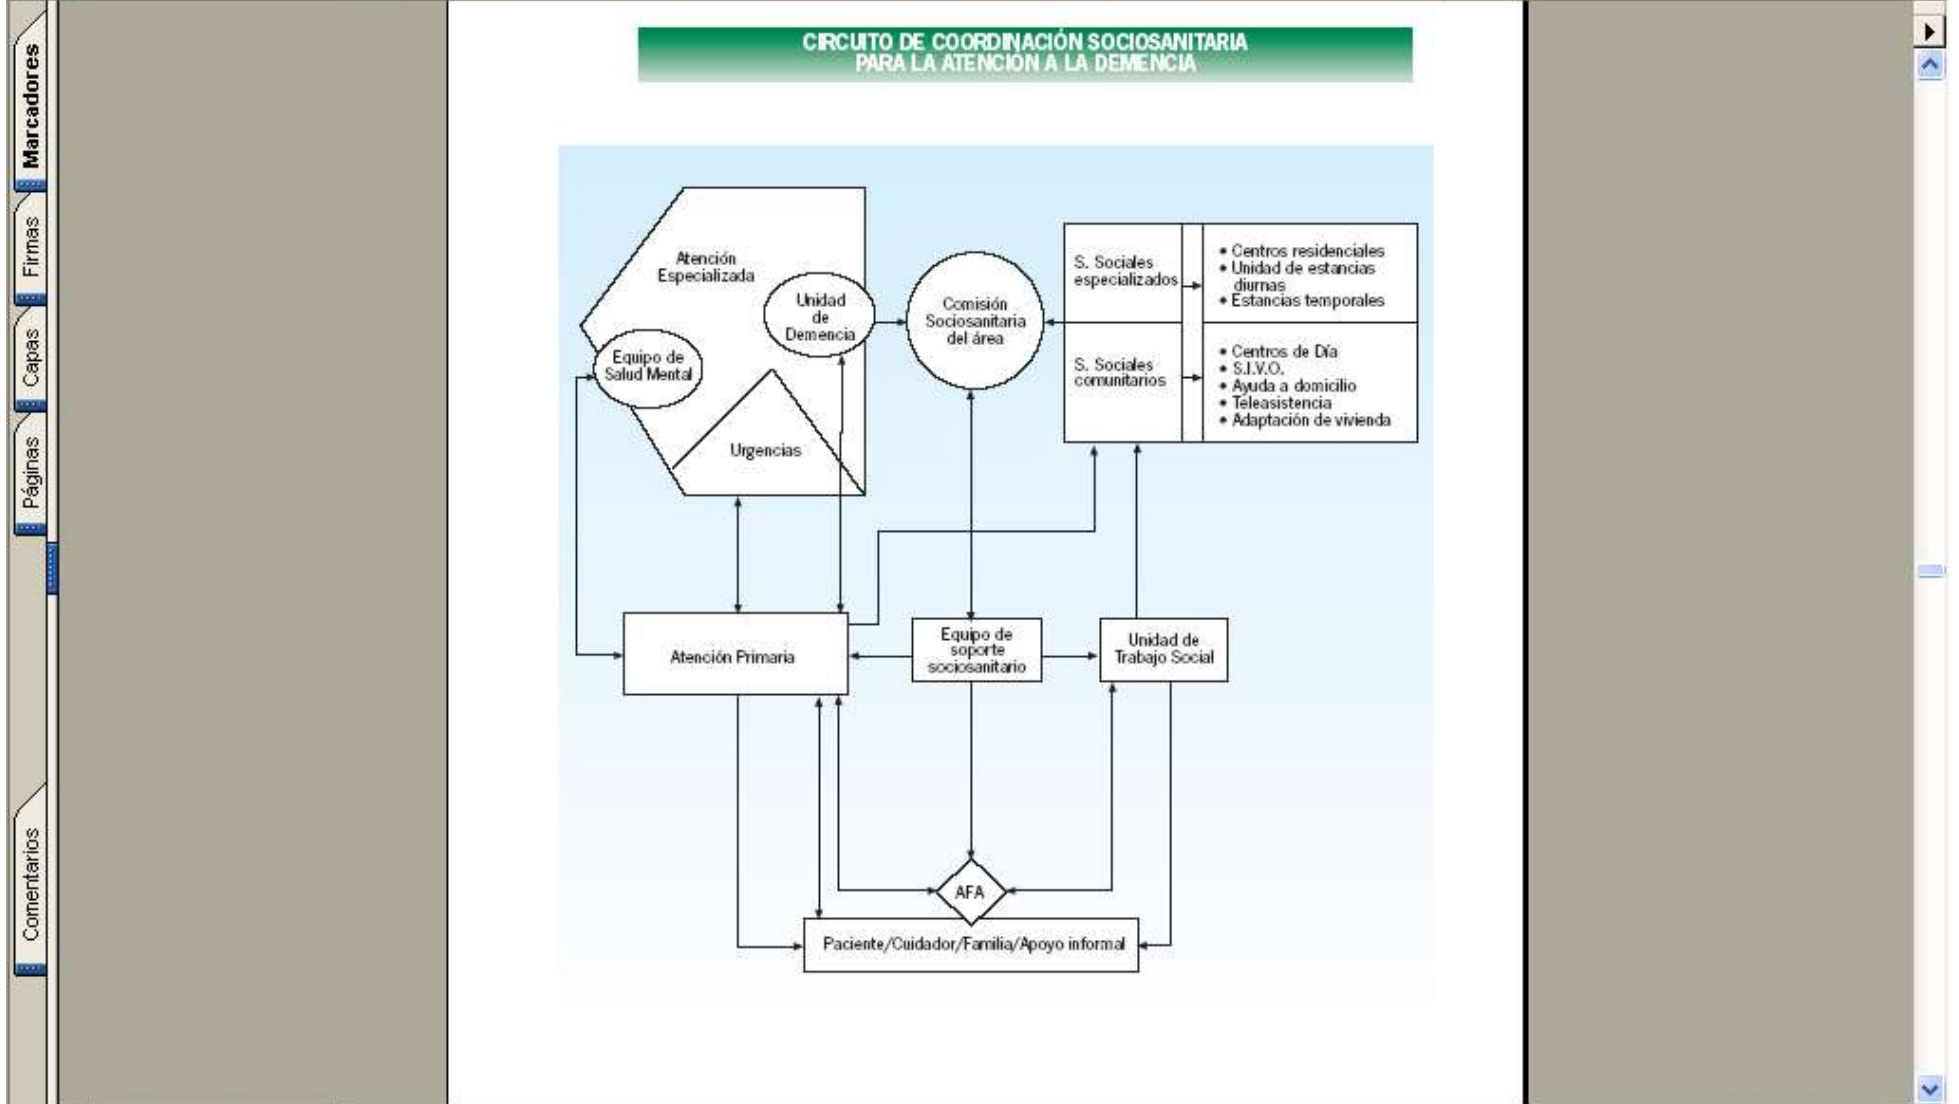 Marcadores
Firmas
Capas
Páginas
Comentarios
CIRCUITO DE COORDINACIÓN SOCIOSANITARIA
PARA LA ATENCIÓN A LA DEMENCIA
Atención
Especializada
Unidad
de
Demencia
Equipo de
Salud Mental
Urgencias
Comisión
Sociosanitaria
del área
S. Sociales
especializados
• Centros residenciales
• Unidad de estancias
diurnas
• Estancias temporales
S. Sociales
comunitarios
• Centros de Día
• S.I.V.O.
• Ayuda a domicilio
• Teleasistencia
• Adaptación de vivienda
Atención Primaria
Equipo de
soporte
sociosanitario
Unidad de
Trabajo Social
AFA
Paciente/Cuidador/Familia/Apoyo informal